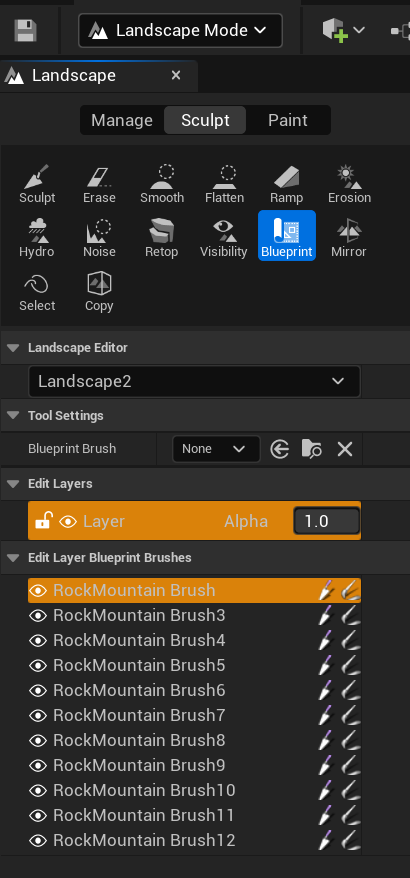 Landscape Mode
Landscape
Manage Sculpt Paint
Sculpt Erase Smooth Flatten Ramp Erosion
Hydro Noise Retop Visibility Blueprint Mirror
Select Copy
Landscape Editor
Landscape2
Tool Settings
Blueprint Brush None
Edit Layers
Layer Alpha 1.0
Edit Layer Blueprint Brushes
RockMountain Brush
RockMountain Brush3
RockMountain Brush4
RockMountain Brush5
RockMountain Brush6
RockMountain Brush7
RockMountain Brush8
RockMountain Brush9
RockMountain Brush10
RockMountain Brush11
RockMountain Brush12